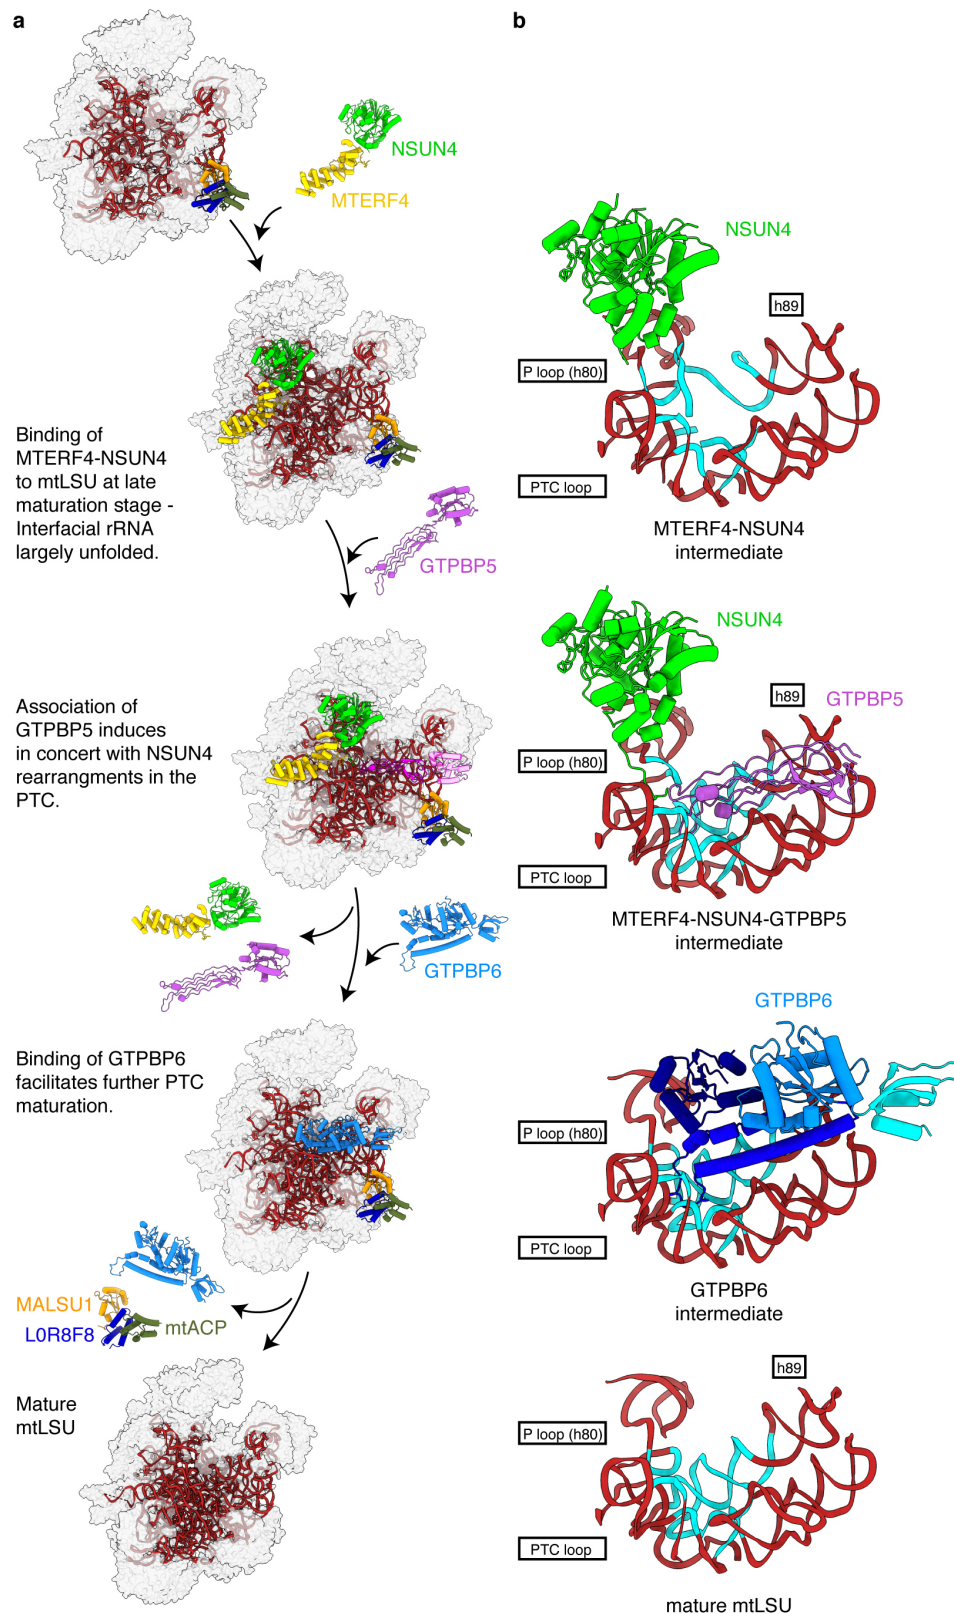 a
NSUN4
MTERF4
Binding of
MTERF4-NSUN4
to mtLSU at late
maturation stage -
Interfacial rRNA
largely unfolded.
GTPBP5
Association of
GTPBP5 induces
in concert with NSUN4
rearrangments in the
PTC.
GTPBP6
Binding of GTPBP6
facilitates further PTC
maturation.
MALSU1
L0R8F8
mtACP
Mature
mtLSU
b
NSUN4
h89
P loop (h80)
PTC loop
MTERF4-NSUN4
intermediate
NSUN4
h89
GTPBP5
P loop (h80)
PTC loop
MTERF4-NSUN4-GTPBP5
intermediate
GTPBP6
P loop (h80)
PTC loop
GTPBP6
intermediate
h89
P loop (h80)
PTC loop
mature mtLSU